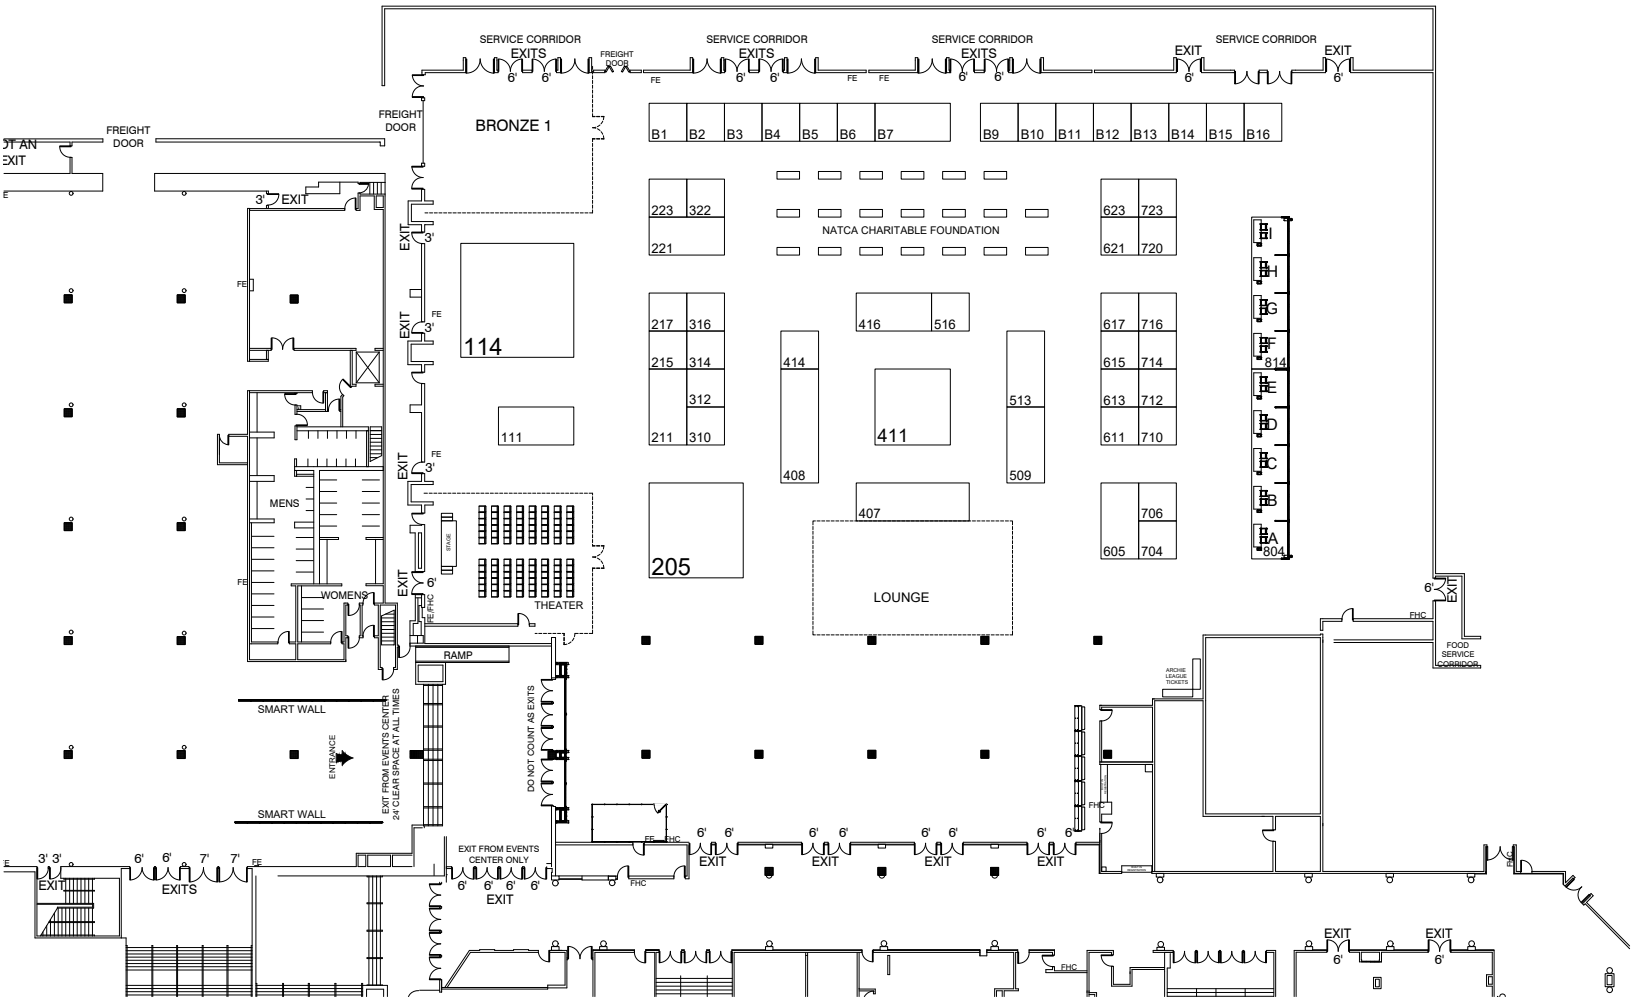 SERVICE CORRIDOR
EXITS
6' 6'
FREIGHT
DOOR
SERVICE CORRIDOR
EXITS
6' 6'
SERVICE CORRIDOR
EXITS
6' 6'
SERVICE CORRIDOR
EXIT
6'
EXIT
6'
FE
FE
FE
FREIGHT
DOOR
FREIGHT
DOOR
BRONZE 1
EXIT
B1 B2 B3 B4 B5 B6 B7
B9 B10 B11 B12 B13 B14 B15 B16
3' EXIT
223 322
221
NATCA CHARITABLE FOUNDATION
623 723
621 720
EXIT
3'
I
H
G
F
814
E
D
C
B
A
804
FE
FE
EXIT
3'
114
217 316
215 314
312
211 310
416 516
414
408
411
513
509
407
617 716
615 714
613 712
611 710
111
FE
EXIT
3'
MENS
STAGE
THEATER
205
LOUNGE
706
605 704
FE
WOMENS
EXIT
6'
FE/FHC
6'
EXIT
FHC
FOOD
SERVICE
CORRIDOR
RAMP
ARCHIE
LEAGUE
TICKETS
SMART WALL
ENTRANCE
EXIT FROM EVENTS CENTER
24' CLEAR SPACE AT ALL TIMES
DO NOT COUNT AS EXITS
SMART WALL
FHC
FE
FHC
6' 6'
EXIT
6' 6'
EXIT
6' 6'
EXIT
6' 6'
EXIT
EXIT FROM EVENTS
CENTER ONLY
6' 6' 6' 6'
EXIT
FHC
3' 3'
EXIT
6' 6' 7' 7'
EXITS
FE
FHC
EXIT
6'
EXIT
6'
FHC